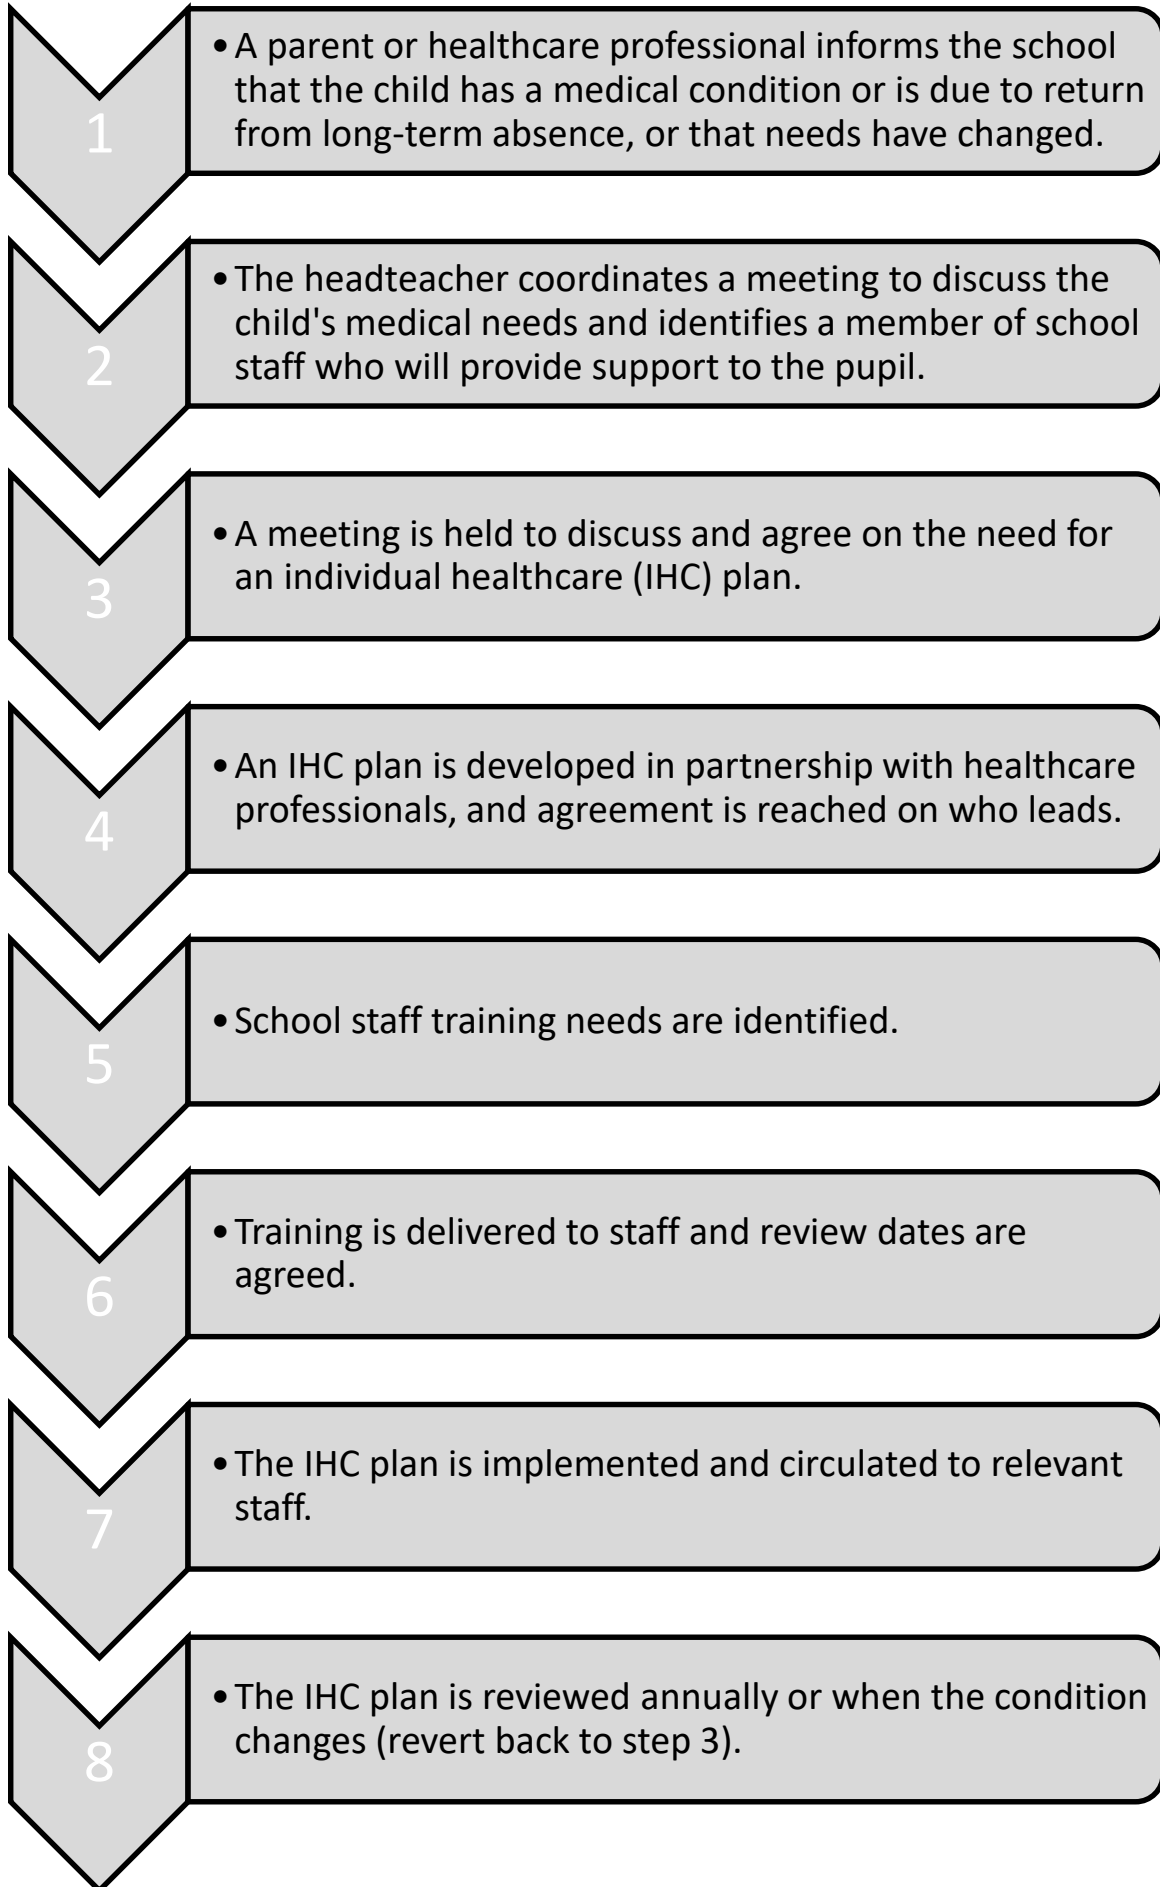 1
•A parent or healthcare professional informs the school
that the child has a medical condition or is due to return
from long-term absence, or that needs have changed.
2
•The headteacher coordinates a meeting to discuss the
child's medical needs and identifies a member of school
staff who will provide support to the pupil.
3
•A meeting is held to discuss and agree on the need for
an individual healthcare (IHC) plan.
4
•An IHC plan is developed in partnership with healthcare
professionals, and agreement is reached on who leads.
5
•School staff training needs are identified.
6
•Training is delivered to staff and review dates are
agreed.
7
•The IHC plan is implemented and circulated to relevant
staff.
8
•The IHC plan is reviewed annually or when the condition
changes (revert back to step 3).